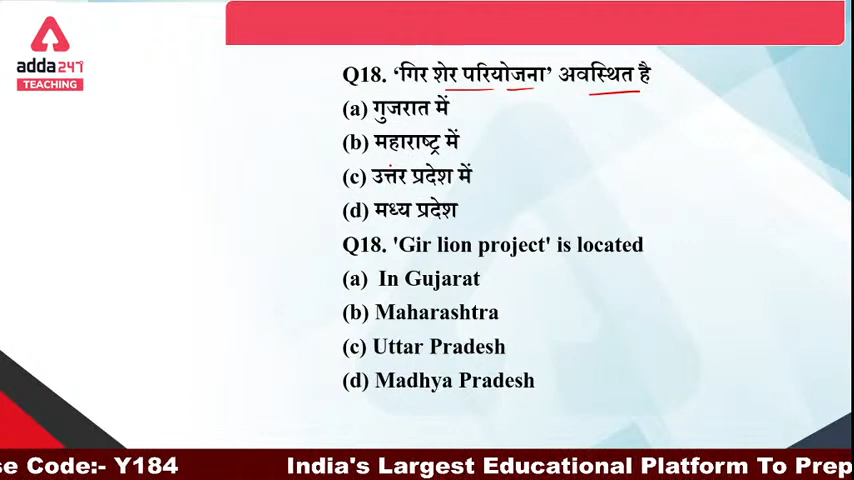 adda247
TEACHING
Q18. ‘गिर शेर परियोजना’ अवस्थित है
(a) गुजरात में
(b) महाराष्ट्र में
(c) उत्तर प्रदेश में
(d) मध्य प्रदेश
Q18. 'Gir lion project' is located
(a) In Gujarat
(b) Maharashtra
(c) Uttar Pradesh
(d) Madhya Pradesh
se Code:- Y184 India's Largest Educational Platform To Prep